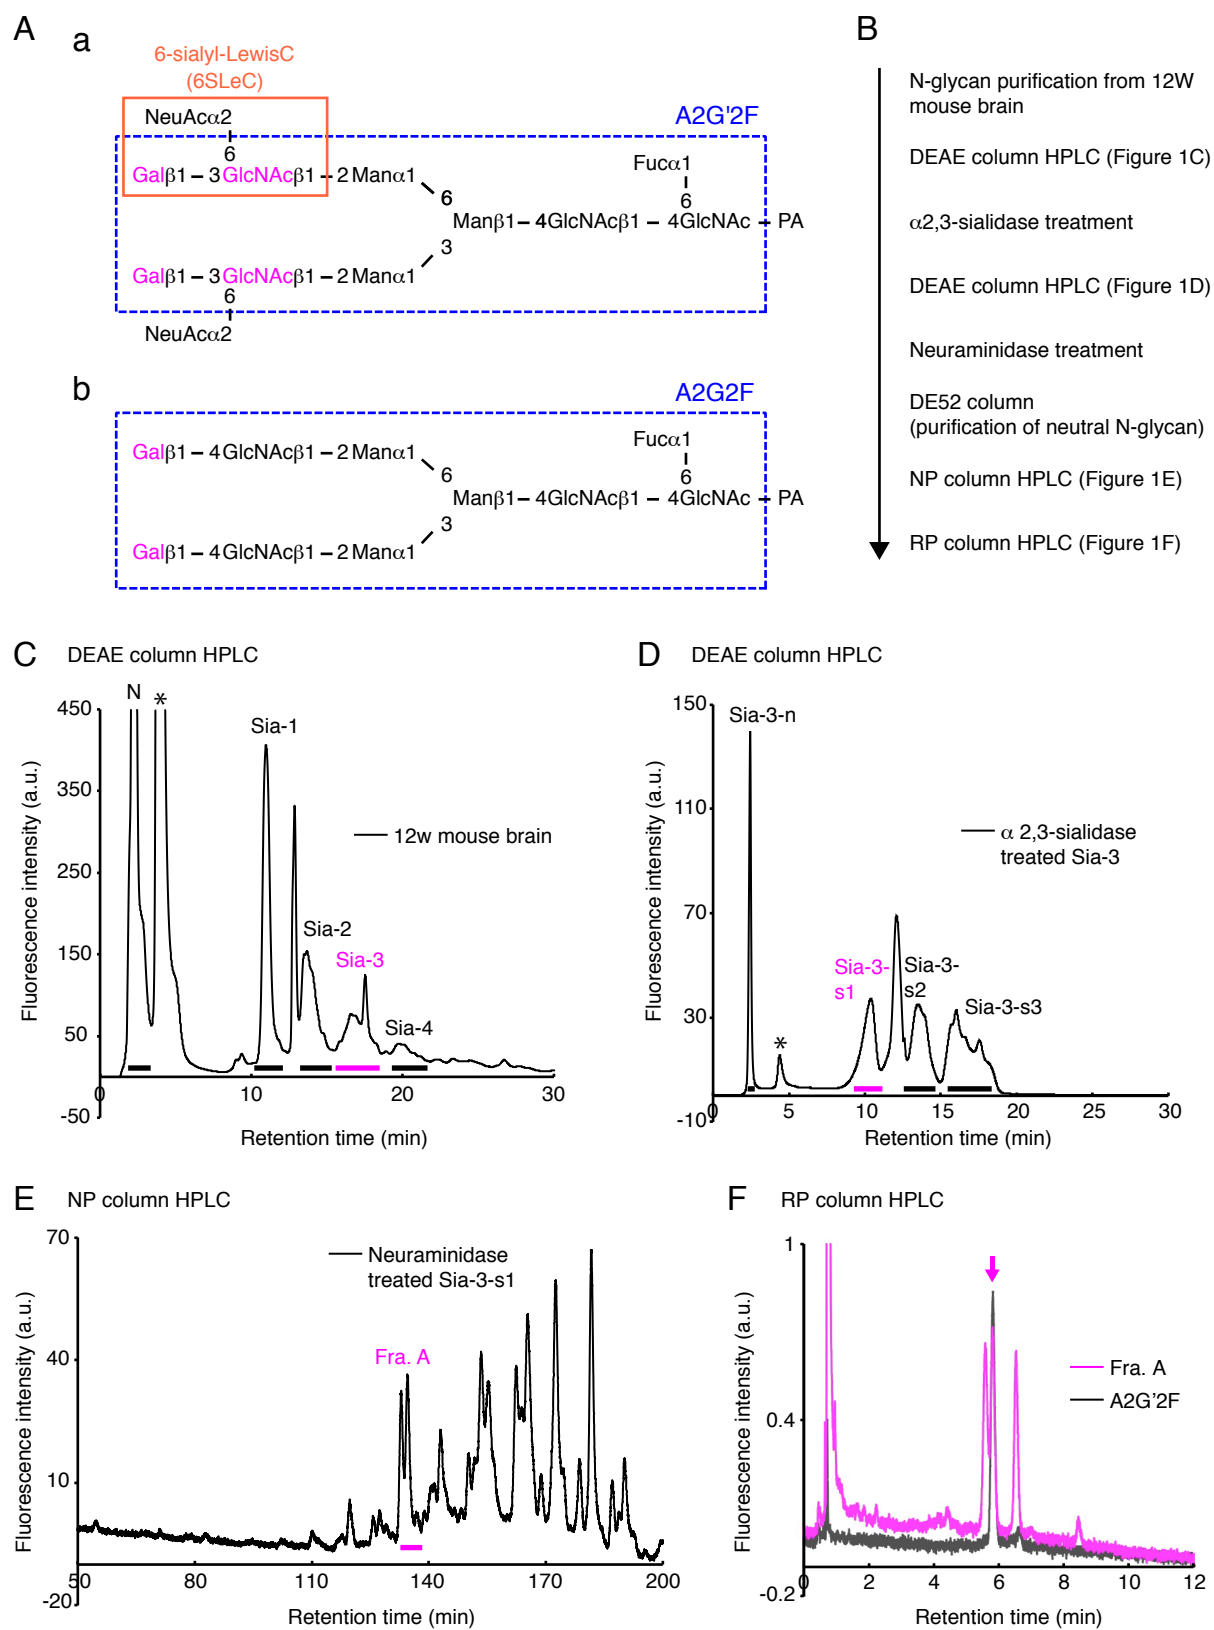 A
a
6-sialyl-LewisC
(6SLeC)
NeuAcα2
A2G'2F
6
Fucα1
Galβ1 – 3GlcNAcβ1 – 2Manα1
6
6
Manβ1 – 4GlcNAcβ1 – 4GlcNAc – PA
3
Galβ1 – 3GlcNAcβ1 – 2Manα1
6
NeuAcα2
b
A2G2F
Fucα1
Galβ1 – 4GlcNAcβ1 – 2Manα1
6
6
Manβ1 – 4GlcNAcβ1 – 4GlcNAc – PA
3
Galβ1 – 4GlcNAcβ1 – 2Manα1
B
N-glycan purification from 12W
mouse brain
DEAE column HPLC (Figure 1C)
α2,3-sialidase treatment
DEAE column HPLC (Figure 1D)
Neuraminidase treatment
DE52 column
(purification of neutral N-glycan)
NP column HPLC (Figure 1E)
RP column HPLC (Figure 1F)
C DEAE column HPLC
Fluorescence intensity (a.u.)
450
350
250
150
50
-50
N
*
Sia-1
Sia-2
Sia-3
Sia-4
12w mouse brain
0 10 20 30
Retention time (min)
D DEAE column HPLC
Fluorescence intensity (a.u.)
150
110
70
30
-10
Sia-3-n
*
Sia-3-
s1
Sia-3-
s2
Sia-3-s3
α 2,3-sialidase
treated Sia-3
0 5 10 15 20 25 30
Retention time (min)
E NP column HPLC
Fluorescence intensity (a.u.)
70
40
10
-20
Neuraminidase
treated Sia-3-s1
Fra. A
50 80 110 140 170 200
Retention time (min)
F RP column HPLC
Fluorescence intensity (a.u.)
1
0.4
-0.2
Fra. A
A2G'2F
0 2 4 6 8 10 12
Retention time (min)